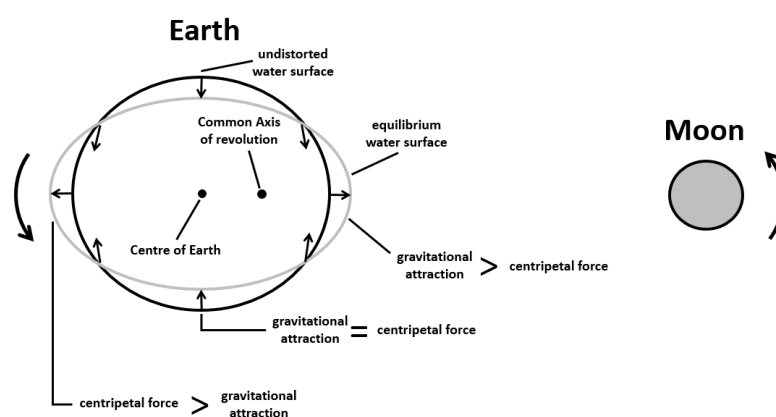 Earth
undistorted
water surface
Common Axis
of revolution
equilibrium
water surface
Moon
Centre of Earth
gravitational
attraction > centripetal force
gravitational
attraction = centripetal force
centripetal force > gravitational
attraction